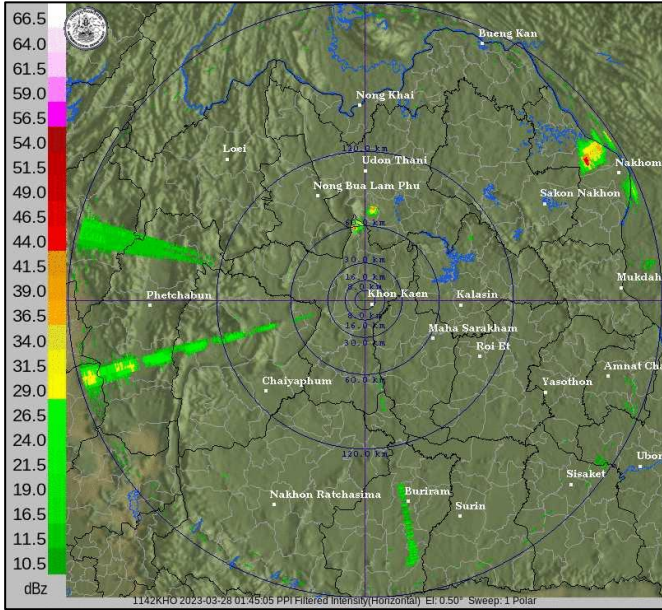 66.5
64.0
61.5
59.0
56.5
54.0
51.5
49.0
46.5
44.0
41.5
39.0
36.5
34.0
31.5
29.0
26.5
24.0
21.5
19.0
16.5
14.0
11.5
10.5
dBz
Bueng Kan
Nong Khai
Loei
120.0 km
Udon Thani
Nakhom
Nong Bua Lam Phu
Sakon Nakhon
60.0 km
30.0 km
16.0 km
8.0 km
Mukdah
Phetchabun
Khon Kaen
Kalasin
8.0 km
16.0 km
30.0 km
Maha Sarakham
Roi Et
60.0 km
Amnat Cha
Chaiyaphum
Yasothon
120.0 km
Ubon
Sisaket
Nakhon Ratchasima
Buriram
Surin
1142KHO 2023-03-28 01:45:05 PPI Filtered Intensity(Horizontal) El: 0.50° Sweep: 1 Polar